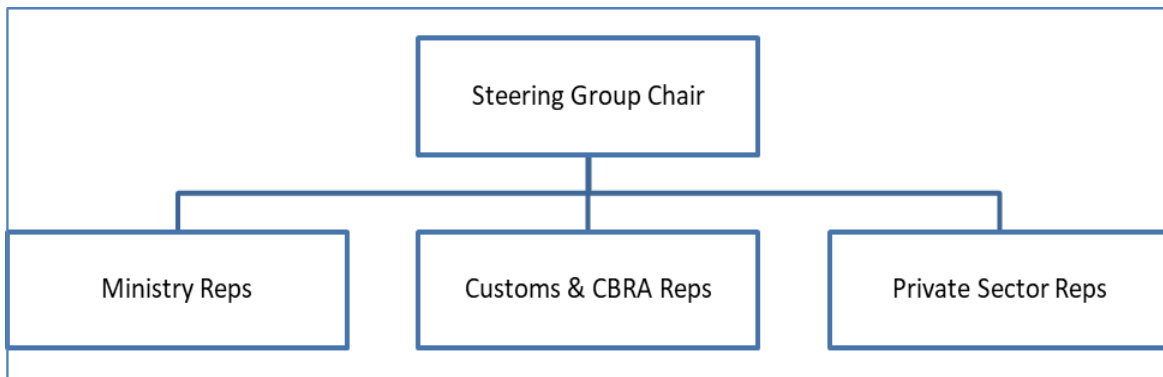 Steering Group Chair
Ministry Reps
Customs & CBRA Reps
Private Sector Reps